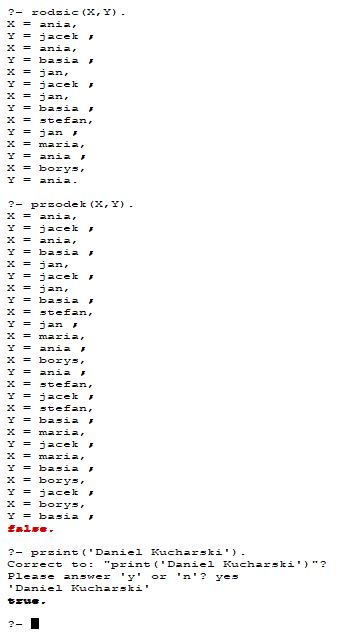 ?- rodzic(X,Y).
X = ania,
Y = jacek ;
X = ania,
Y = basia ;
X = jan,
Y = jacek ;
X = jan,
Y = basia ;
X = stefan,
Y = jan ;
X = maria,
Y = ania ;
X = borys,
Y = ania.
?- przodek(X,Y).
X = ania,
Y = jacek ;
X = ania,
Y = basia ;
X = jan,
Y = jacek ;
X = jan,
Y = basia ;
X = stefan,
Y = jan ;
X = maria,
Y = ania ;
X = borys,
Y = ania ;
X = stefan,
Y = jacek ;
X = stefan,
Y = basia ;
X = maria,
Y = jacek ;
X = maria,
Y = basia ;
X = borys,
Y = jacek ;
X = borys,
Y = basia ;
false.
?- przint('Daniel Kucharski').
Correct to: "print('Daniel Kucharski')"?
Please answer 'y' or 'n'? yes
'Daniel Kucharski'
true.
?-